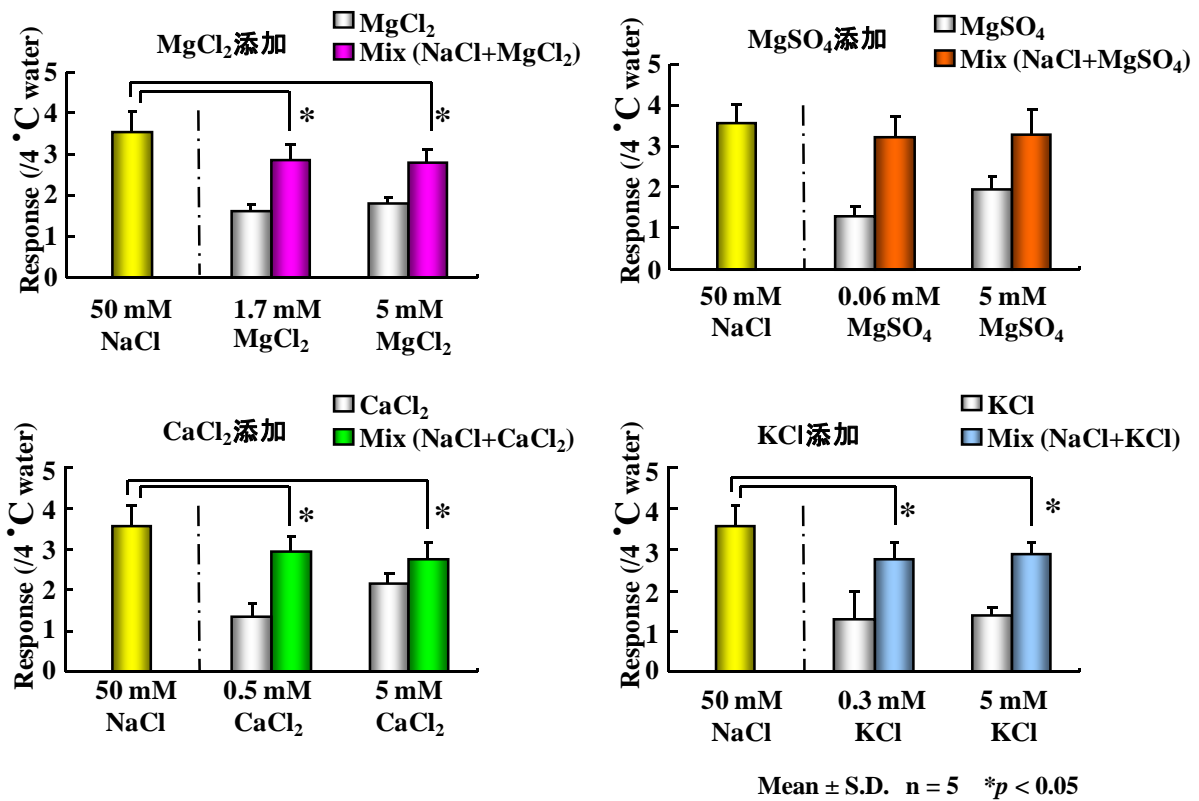 MgCl₂添加
MgCl₂
Mix (NaCl+MgCl₂)
Response (/4 °C water)
5
4
3
2
1
0
*
*
50 mM
NaCl
1.7 mM
MgCl₂
5 mM
MgCl₂
MgSO₄添加
MgSO₄
Mix (NaCl+MgSO₄)
Response (/4 °C water)
5
4
3
2
1
0
50 mM
NaCl
0.06 mM
MgSO₄
5 mM
MgSO₄
CaCl₂添加
CaCl₂
Mix (NaCl+CaCl₂)
Response (/4 °C water)
5
4
3
2
1
0
*
*
50 mM
NaCl
0.5 mM
CaCl₂
5 mM
CaCl₂
KCl添加
KCl
Mix (NaCl+KCl)
Response (/4 °C water)
5
4
3
2
1
0
*
*
50 mM
NaCl
0.3 mM
KCl
5 mM
KCl
Mean ± S.D. n = 5 *p < 0.05